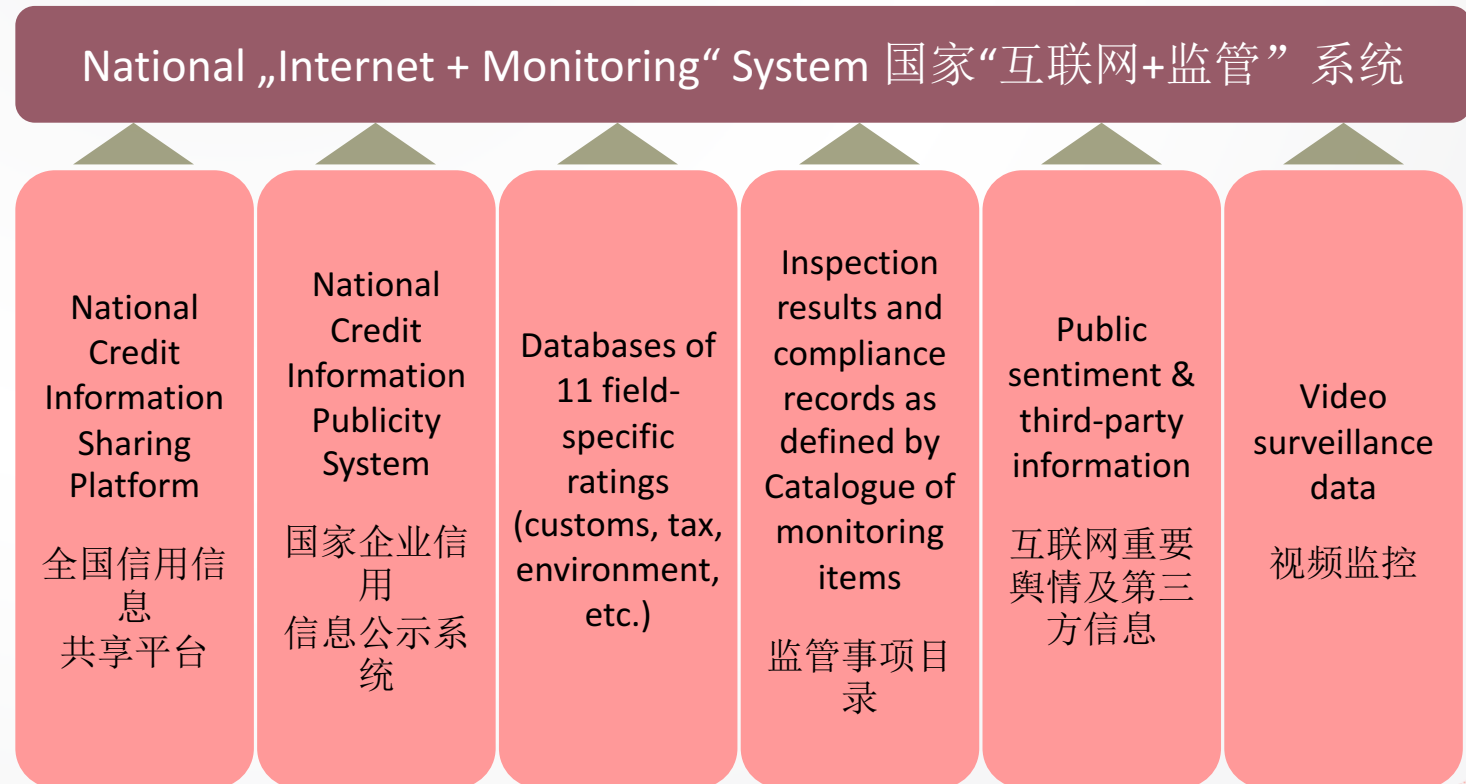 National „Internet + Monitoring“ System 国家“互联网+监管”系统
National
Credit
Information
Sharing
Platform
全国信用信
息
共享平台
National
Credit
Information
Publicity
System
国家企业信
用
信息公示系
统
Databases of
11 field-
specific
ratings
(customs, tax,
environment,
etc.)
Inspection
results and
compliance
records as
defined by
Catalogue of
monitoring
items
监管事项目
录
Public
sentiment &
third-party
information
互联网重要
舆情及第三
方信息
Video
surveillance
data
视频监控